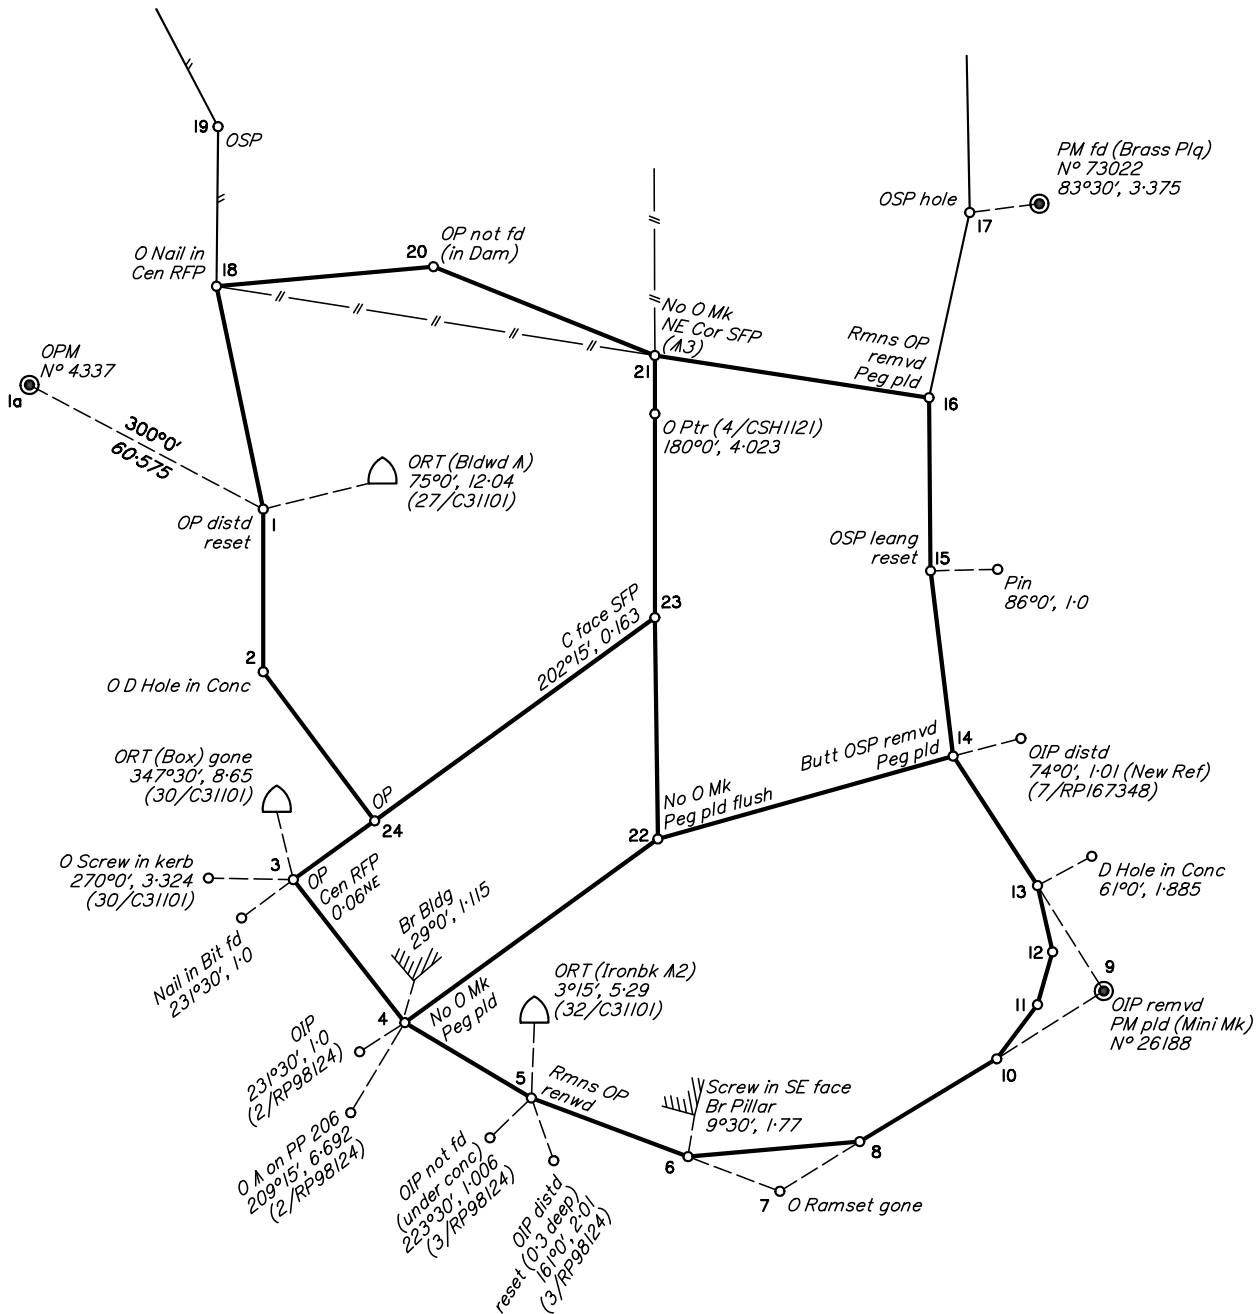 19
OSP
PM fd (Brass Plq)
Nº 73022
83°30', 3·375
OSP hole
17
O Nail in
Cen RFP
18
20
OP not fd
(in Dam)
No O Mk
NE Cor SFP
(Λ3)
21
Rmns OP
remvd
Peg pld
16
OPM
Nº 4337
1a
300°0'
60·575
O Ptr (4/CSH1121)
180°0', 4·023
ORT (Bldwd Λ)
75°0', 12·04
(27/C31101)
OP distd
reset
1
OSP leang
reset
15
Pin
86°0', 1·0
C face SFP
202°15', 0·163
23
2
O D Hole in Conc
ORT (Box) gone
347°30', 8·65
(30/C31101)
OP
24
Butt OSP remvd
Peg pld
14
OIP distd
74°0', 1·01 (New Ref)
(7/RP167348)
No O Mk
Peg pld flush
22
O Screw in kerb
270°0', 3·324
(30/C31101)
3
OP
Cen RFP
0·06NE
Nail in Bit fd
231°30', 1·0
Br Bldg
29°0', 1·115
13
D Hole in Conc
61°0', 1·885
12
9
OIP remvd
PM pld (Mini Mk)
Nº 26188
11
10
ORT (Ironbk Λ2)
3°15', 5·29
(32/C31101)
4
No O Mk
Peg pld
OIP
231°30', 1·0
(2/RP98124)
O Λ on PP 206
209°15', 6·692
(2/RP98124)
5
Rmns OP
renwd
Screw in SE face
Br Pillar
9°30', 1·77
6
8
7
O Ramset gone
OIP not fd
(under conc)
223°30', 1·006
(3/RP98124)
OIP distd
reset (0·3 deep)
161°0', 2·01
(3/RP98124)